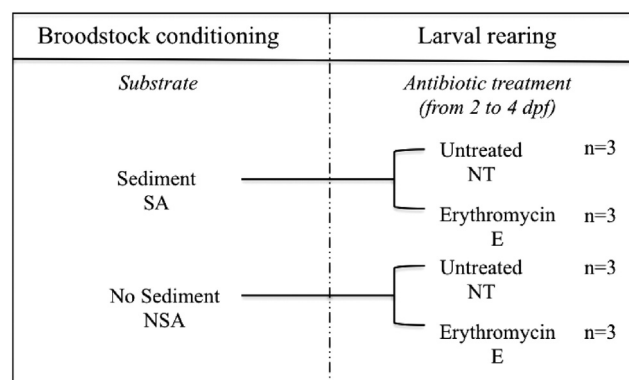 Broodstock conditioning
Larval rearing
Substrate
Antibiotic treatment
(from 2 to 4 dpf)
Sediment
SA
Untreated n=3
NT
Erythromycin n=3
E
No Sediment
NSA
Untreated n=3
NT
Erythromycin n=3
E